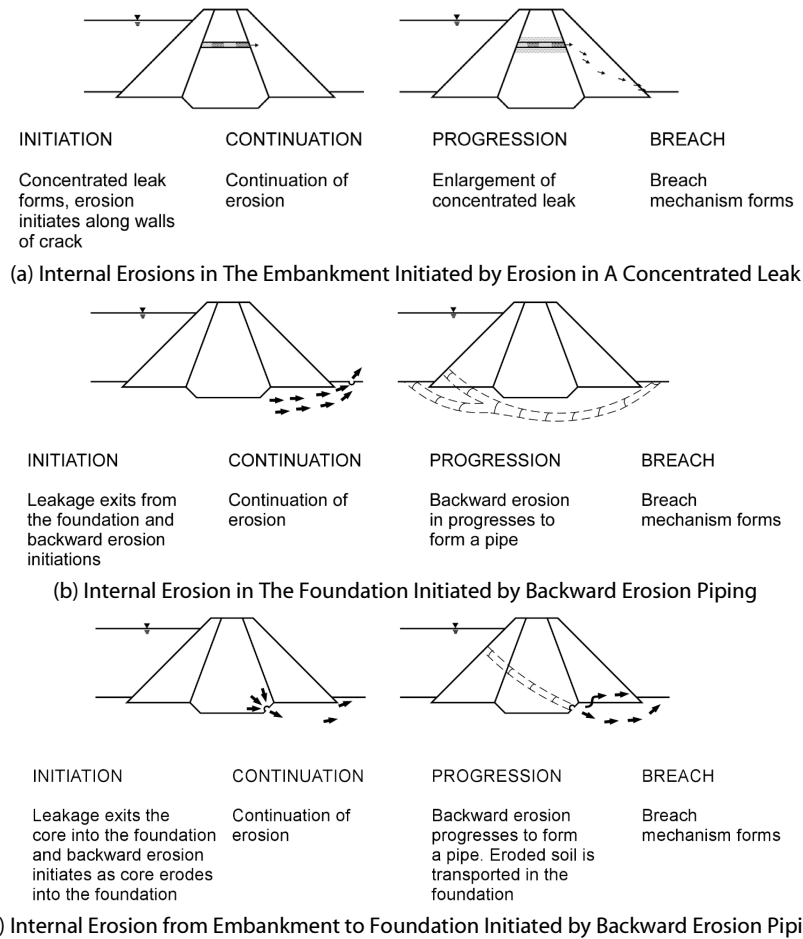 INITIATION CONTINUATION PROGRESSION BREACH
Concentrated leak Continuation of Enlargement of Breach
forms, erosion erosion concentrated leak mechanism forms
initiates along walls
of crack
(a) Internal Erosions in The Embankment Initiated by Erosion in A Concentrated Leak
INITIATION CONTINUATION PROGRESSION BREACH
Leakage exits from Continuation of Backward erosion Breach
the foundation and erosion in progresses to mechanism forms
backward erosion form a pipe
initiations
(b) Internal Erosion in The Foundation Initiated by Backward Erosion Piping
INITIATION CONTINUATION PROGRESSION BREACH
Leakage exits the Continuation of Backward erosion Breach
core into the foundation erosion progresses to form mechanism forms
and backward erosion a pipe. Eroded soil is
initiates as core erodes transported in the
into the foundation foundation
) Internal Erosion from Embankment to Foundation Initiated by Backward Erosion Pipi